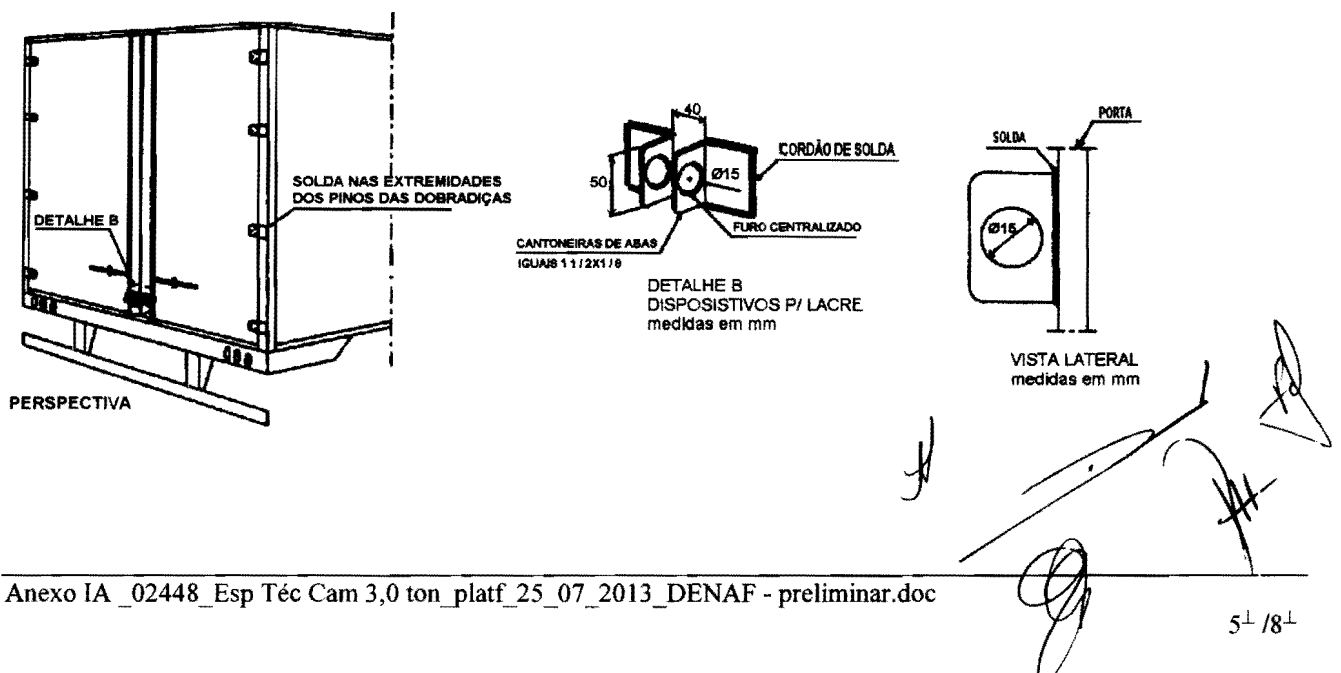 DETALHE B
SOLDA NAS EXTREMIDADES
DOS PINOS DAS DOBRADIÇAS
PERSPECTIVA
40
50
Ø15
CORDÃO DE SOLDA
FURO CENTRALIZADO
CANTONEIRAS DE ABAS
IGUAIS 1 1/2X1/8
DETALHE B
DISPOSISTIVOS P/ LACRE
medidas em mm
PORTA
SOLDA
Ø15
VISTA LATERAL
medidas em mm
Anexo IA _02448_Esp Téc Cam 3,0 ton_platf_25_07_2013_DENAF - preliminar.doc
5┴ /8┴